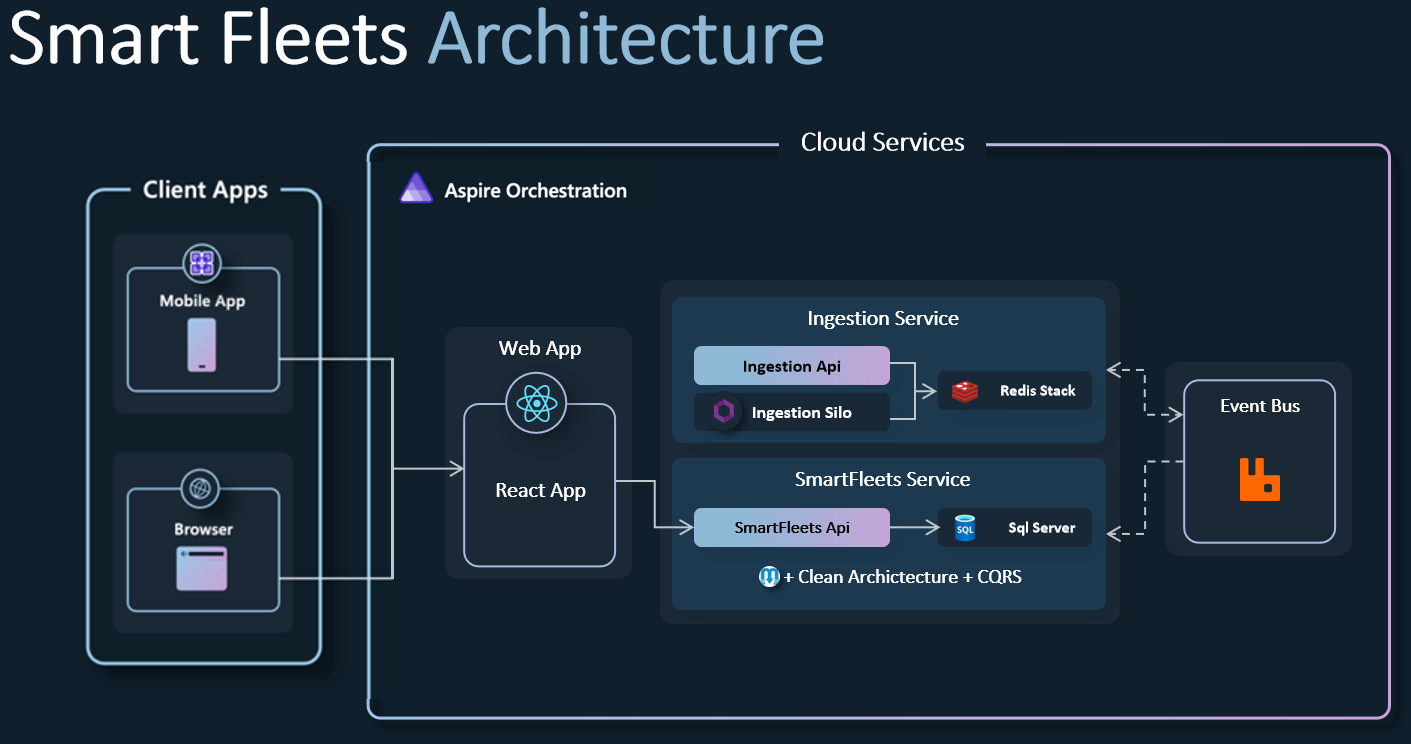 Smart Fleets Architecture
Cloud Services
Client Apps
Aspire Orchestration
Mobile App
Browser
Web App
React App
Ingestion Service
Ingestion Api
Ingestion Silo
Redis Stack
SmartFleets Service
SmartFleets Api
SQL
Sql Server
+ Clean Archictecture + CQRS
Event Bus